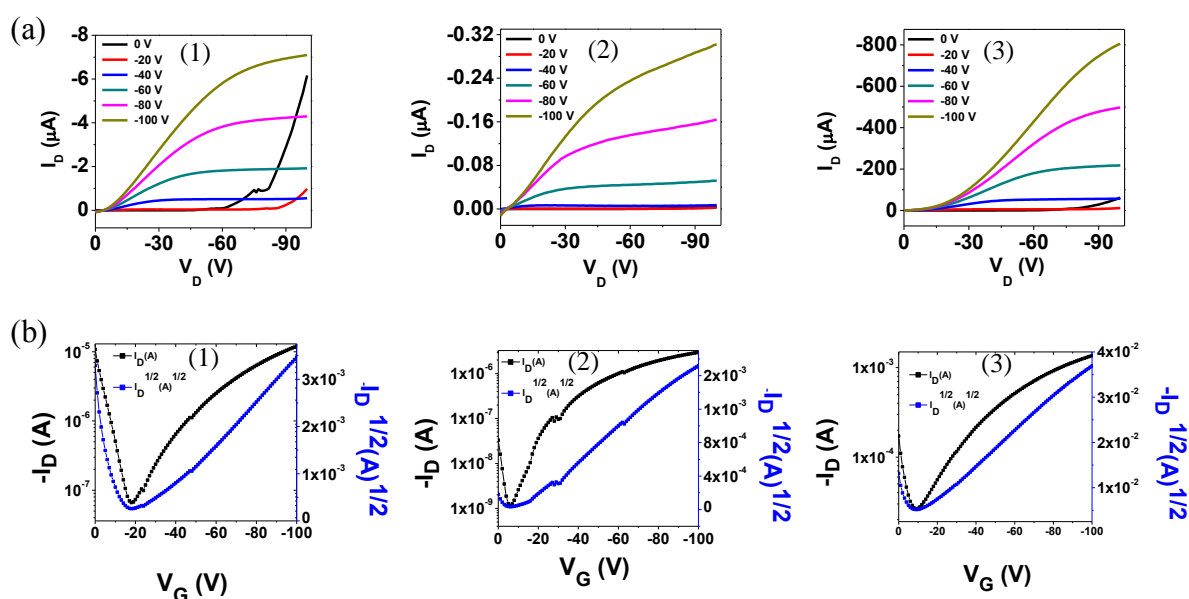 (a)
(1)
0 V
-20 V
-40 V
-60 V
-80 V
-100 V
-8
-6
-4
-2
0
I_D (µA)
0 -30 -60 -90
V_D (V)
(2)
0 V
-20 V
-40 V
-60 V
-80 V
-100 V
-0.32
-0.24
-0.16
-0.08
0.00
I_D (µA)
0 -30 -60 -90
V_D (V)
(3)
0 V
-20 V
-40 V
-60 V
-80 V
-100 V
-800
-600
-400
-200
0
I_D (µA)
0 -30 -60 -90
V_D (V)
(b)
(1)
I_D(A)
I_D^1/2(A)^1/2
10^-5
10^-6
10^-7
-I_D (A)
3x10^-3
2x10^-3
1x10^-3
0
-I_D^1/2(A)^1/2
0 -20 -40 -60 -80 -100
V_G (V)
(2)
I_D(A)
I_D^1/2(A)^1/2
1x10^-6
1x10^-7
1x10^-8
1x10^-9
-I_D (A)
2x10^-3
1x10^-3
8x10^-4
4x10^-4
0
-I_D^1/2(A)^1/2
0 -20 -40 -60 -80 -100
V_G (V)
(3)
I_D(A)
I_D^1/2(A)^1/2
10^-3
10^-4
-I_D (A)
4x10^-2
3x10^-2
2x10^-2
1x10^-2
-I_D^1/2(A)^1/2
0 -20 -40 -60 -80 -100
V_G (V)